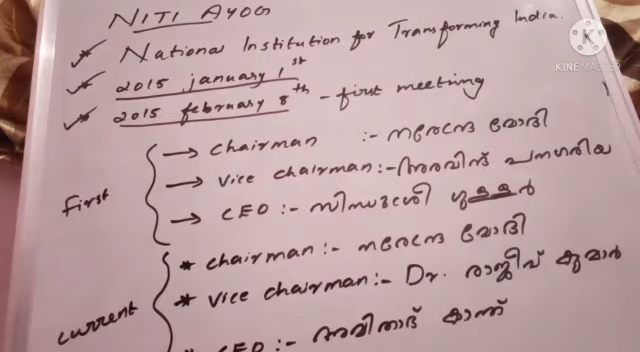 NITI AYOG
* National Institution for Transforming India.
* 2015 january 1st
* 2015 february 8th - first meeting
first
→ chairman :- നരേന്ദ്ര മോദി
→ Vice chairman :- അരവിന്ദ് പനഗരിയ
→ CEO :- സിന്ധുശ്രീ ഖുള്ളർ
current
* chairman :- നരേന്ദ്ര മോദി
* Vice chairman :- Dr. രാജീവ് കുമാർ
* CEO :- അമിതാഭ് കാന്ത്
KINEMASTER